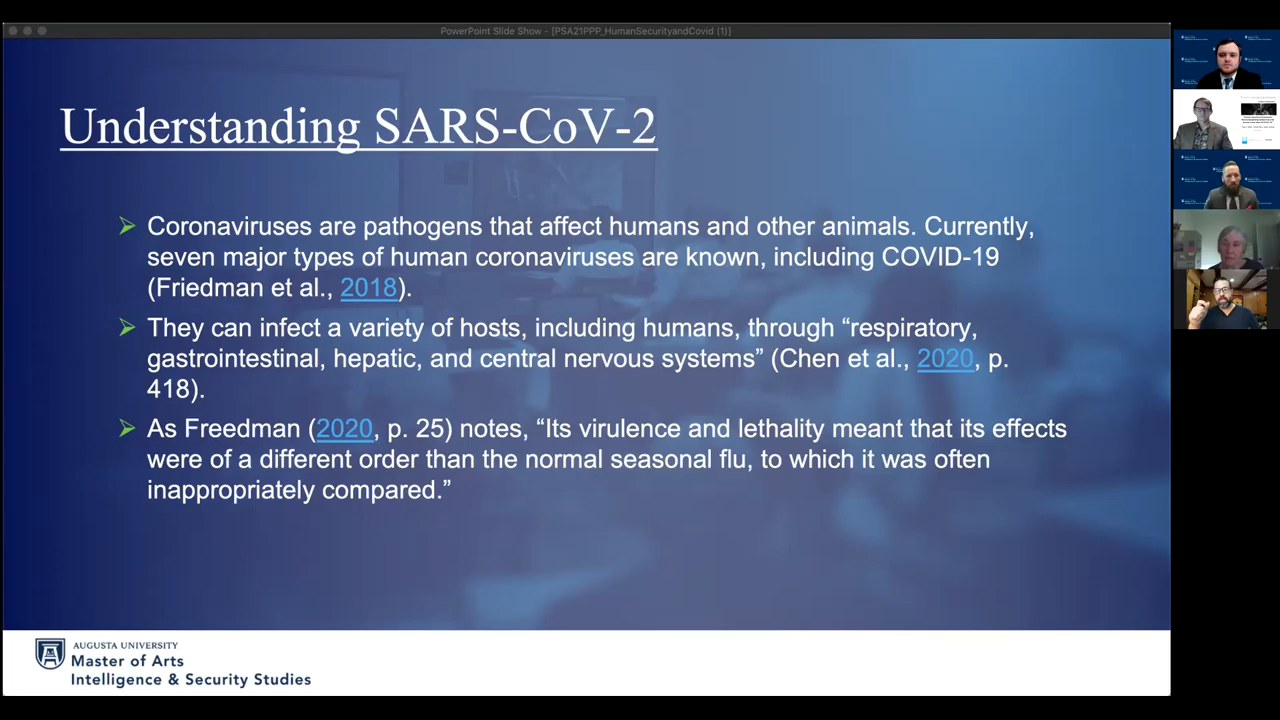 PowerPoint Slide Show - [PSA21PPP_HumanSecurityandCovid (1)]
Understanding SARS-CoV-2
Coronaviruses are pathogens that affect humans and other animals. Currently,
seven major types of human coronaviruses are known, including COVID-19
(Friedman et al., 2018).
They can infect a variety of hosts, including humans, through “respiratory,
gastrointestinal, hepatic, and central nervous systems” (Chen et al., 2020, p.
418).
As Freedman (2020, p. 25) notes, “Its virulence and lethality meant that its effects
were of a different order than the normal seasonal flu, to which it was often
inappropriately compared.”
AUGUSTA UNIVERSITY
Master of Arts
Intelligence & Security Studies